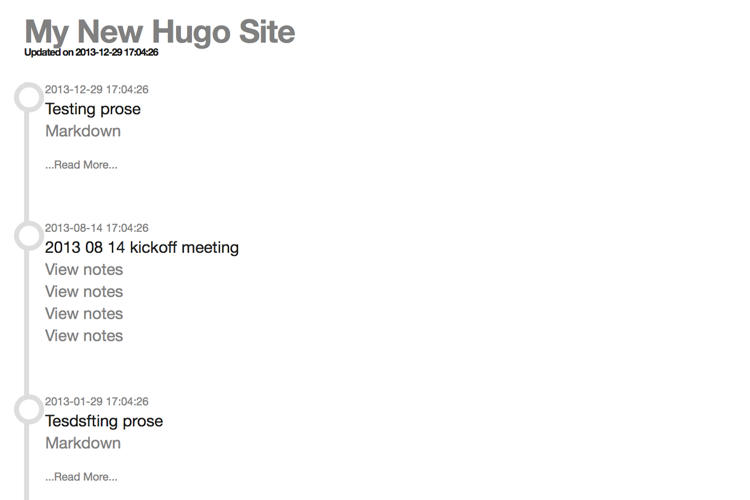 My New Hugo Site
Updated on 2013-12-29 17:04:26
2013-12-29 17:04:26
Testing prose
Markdown
...Read More...
2013-08-14 17:04:26
2013 08 14 kickoff meeting
View notes
View notes
View notes
View notes
2013-01-29 17:04:26
Tesdsfting prose
Markdown
...Read More...